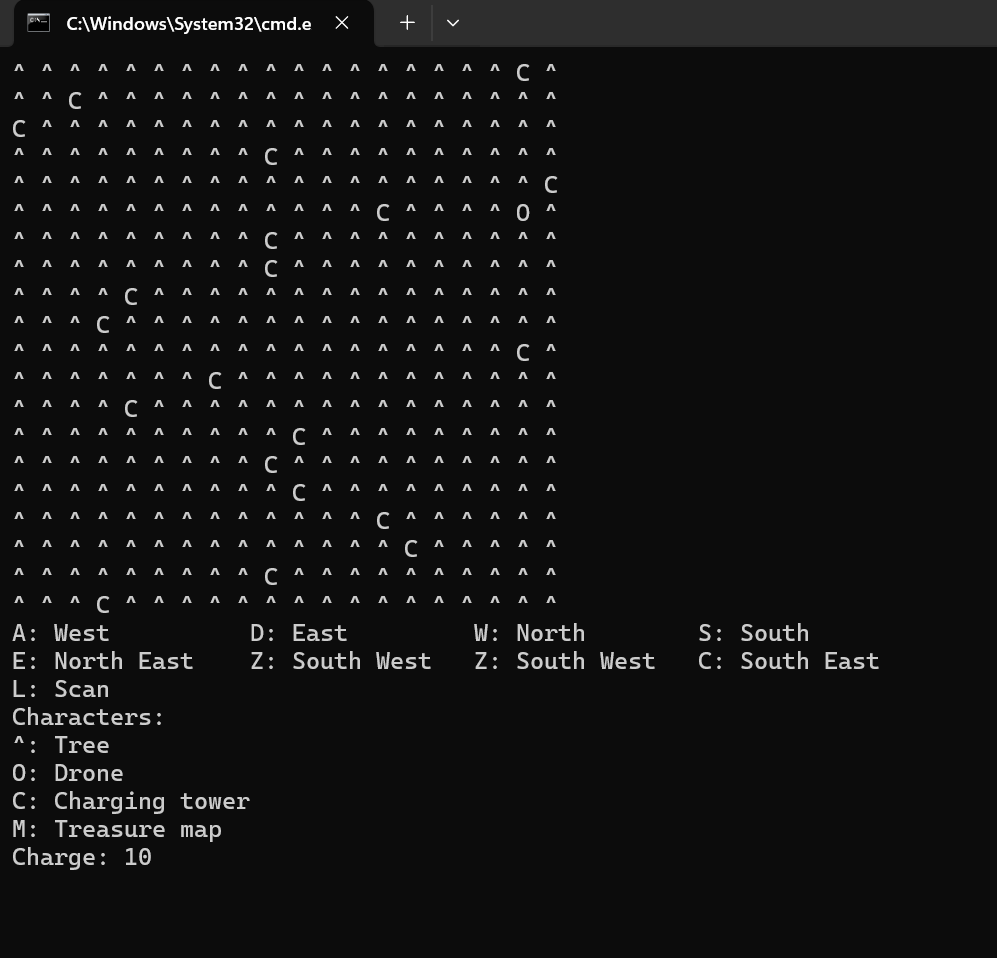 C:\Windows\System32\cmd.e
^ ^ ^ ^ ^ ^ ^ ^ ^ ^ ^ ^ ^ ^ ^ ^ ^ ^ C ^
^ ^ C ^ ^ ^ ^ ^ ^ ^ ^ ^ ^ ^ ^ ^ ^ ^ ^ ^
C ^ ^ ^ ^ ^ ^ ^ ^ ^ ^ ^ ^ ^ ^ ^ ^ ^ ^ ^
^ ^ ^ ^ ^ ^ ^ ^ ^ C ^ ^ ^ ^ ^ ^ ^ ^ ^ ^
^ ^ ^ ^ ^ ^ ^ ^ ^ ^ ^ ^ ^ ^ ^ ^ ^ ^ ^ C
^ ^ ^ ^ ^ ^ ^ ^ ^ ^ ^ ^ ^ C ^ ^ ^ ^ O ^
^ ^ ^ ^ ^ ^ ^ ^ ^ C ^ ^ ^ ^ ^ ^ ^ ^ ^ ^
^ ^ ^ ^ ^ ^ ^ ^ ^ C ^ ^ ^ ^ ^ ^ ^ ^ ^ ^
^ ^ ^ ^ C ^ ^ ^ ^ ^ ^ ^ ^ ^ ^ ^ ^ ^ ^ ^
^ ^ ^ C ^ ^ ^ ^ ^ ^ ^ ^ ^ ^ ^ ^ ^ ^ ^ ^
^ ^ ^ ^ ^ ^ ^ ^ ^ ^ ^ ^ ^ ^ ^ ^ ^ ^ C ^
^ ^ ^ ^ ^ ^ ^ C ^ ^ ^ ^ ^ ^ ^ ^ ^ ^ ^ ^
^ ^ ^ ^ C ^ ^ ^ ^ ^ ^ ^ ^ ^ ^ ^ ^ ^ ^ ^
^ ^ ^ ^ ^ ^ ^ ^ ^ ^ C ^ ^ ^ ^ ^ ^ ^ ^ ^
^ ^ ^ ^ ^ ^ ^ ^ ^ C ^ ^ ^ ^ ^ ^ ^ ^ ^ ^
^ ^ ^ ^ ^ ^ ^ ^ ^ ^ C ^ ^ ^ ^ ^ ^ ^ ^ ^
^ ^ ^ ^ ^ ^ ^ ^ ^ ^ ^ ^ ^ C ^ ^ ^ ^ ^ ^
^ ^ ^ ^ ^ ^ ^ ^ ^ ^ ^ ^ ^ ^ C ^ ^ ^ ^ ^
^ ^ ^ ^ ^ ^ ^ ^ ^ C ^ ^ ^ ^ ^ ^ ^ ^ ^ ^
^ ^ ^ C ^ ^ ^ ^ ^ ^ ^ ^ ^ ^ ^ ^ ^ ^ ^ ^
A: West          D: East         W: North        S: South
E: North East    Z: South West   Z: South West   C: South East
L: Scan
Characters:
^: Tree
O: Drone
C: Charging tower
M: Treasure map
Charge: 10